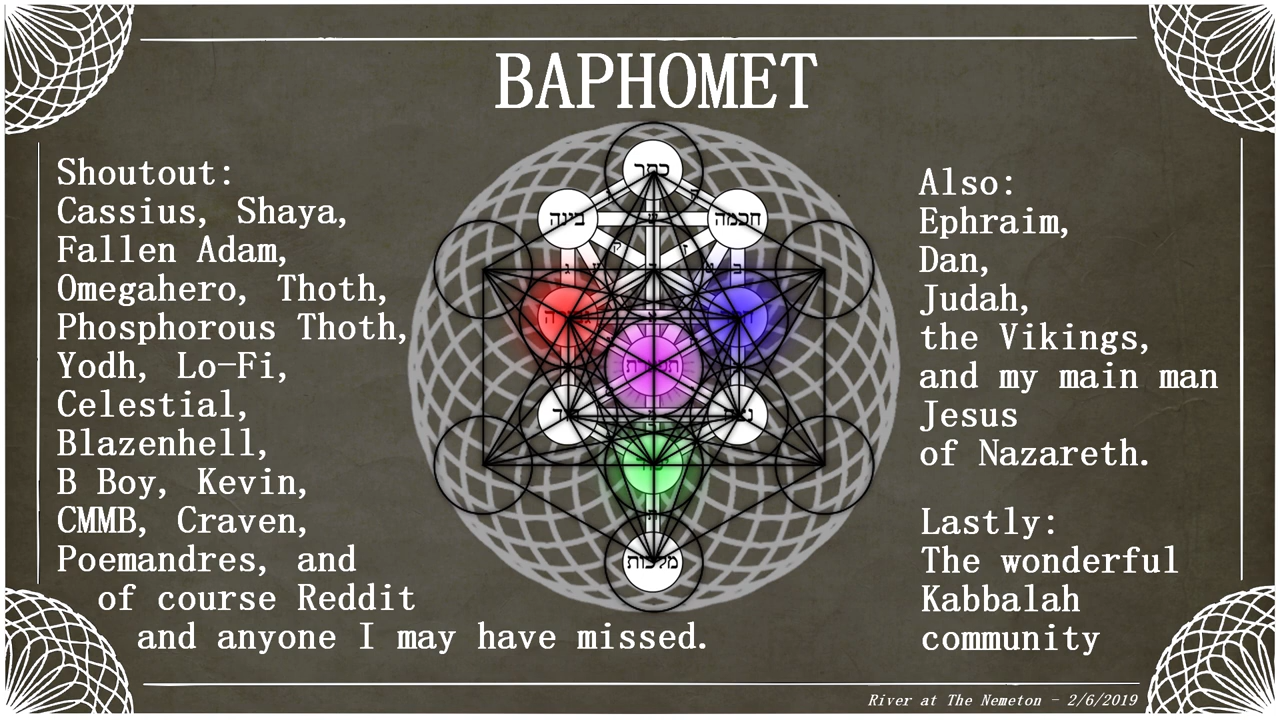 BAPHOMET
Shoutout:
Cassius, Shaya,
Fallen Adam,
Omegahero, Thoth,
Phosphorous Thoth,
Yodh, Lo-Fi,
Celestial,
Blazenhell,
B Boy, Kevin,
CMMB, Craven,
Poemandres, and
of course Reddit
and anyone I may have missed.
כתר
בינה
חכמה
מלכות
Also:
Ephraim,
Dan,
Judah,
the Vikings,
and my main man
Jesus
of Nazareth.
Lastly:
The wonderful
Kabbalah
community
River at The Nemeton - 2/6/2019